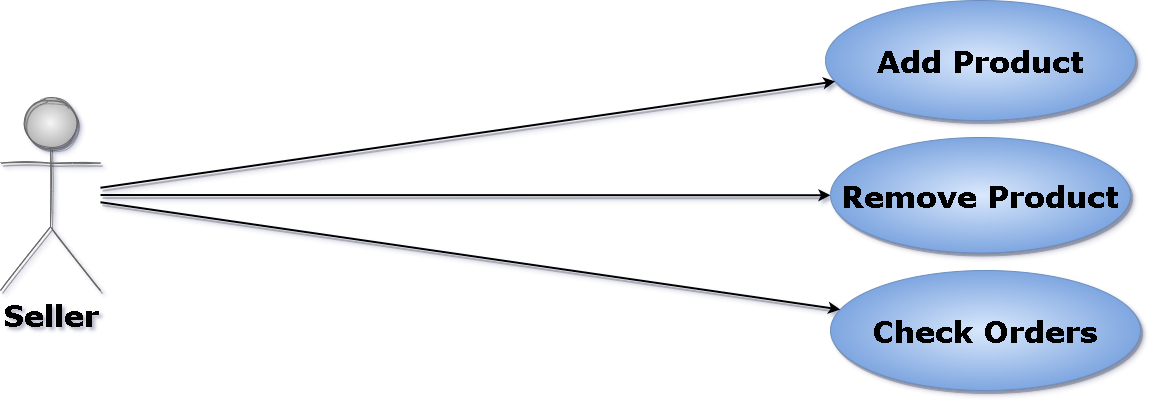 Add Product
Remove Product
Seller
Check Orders